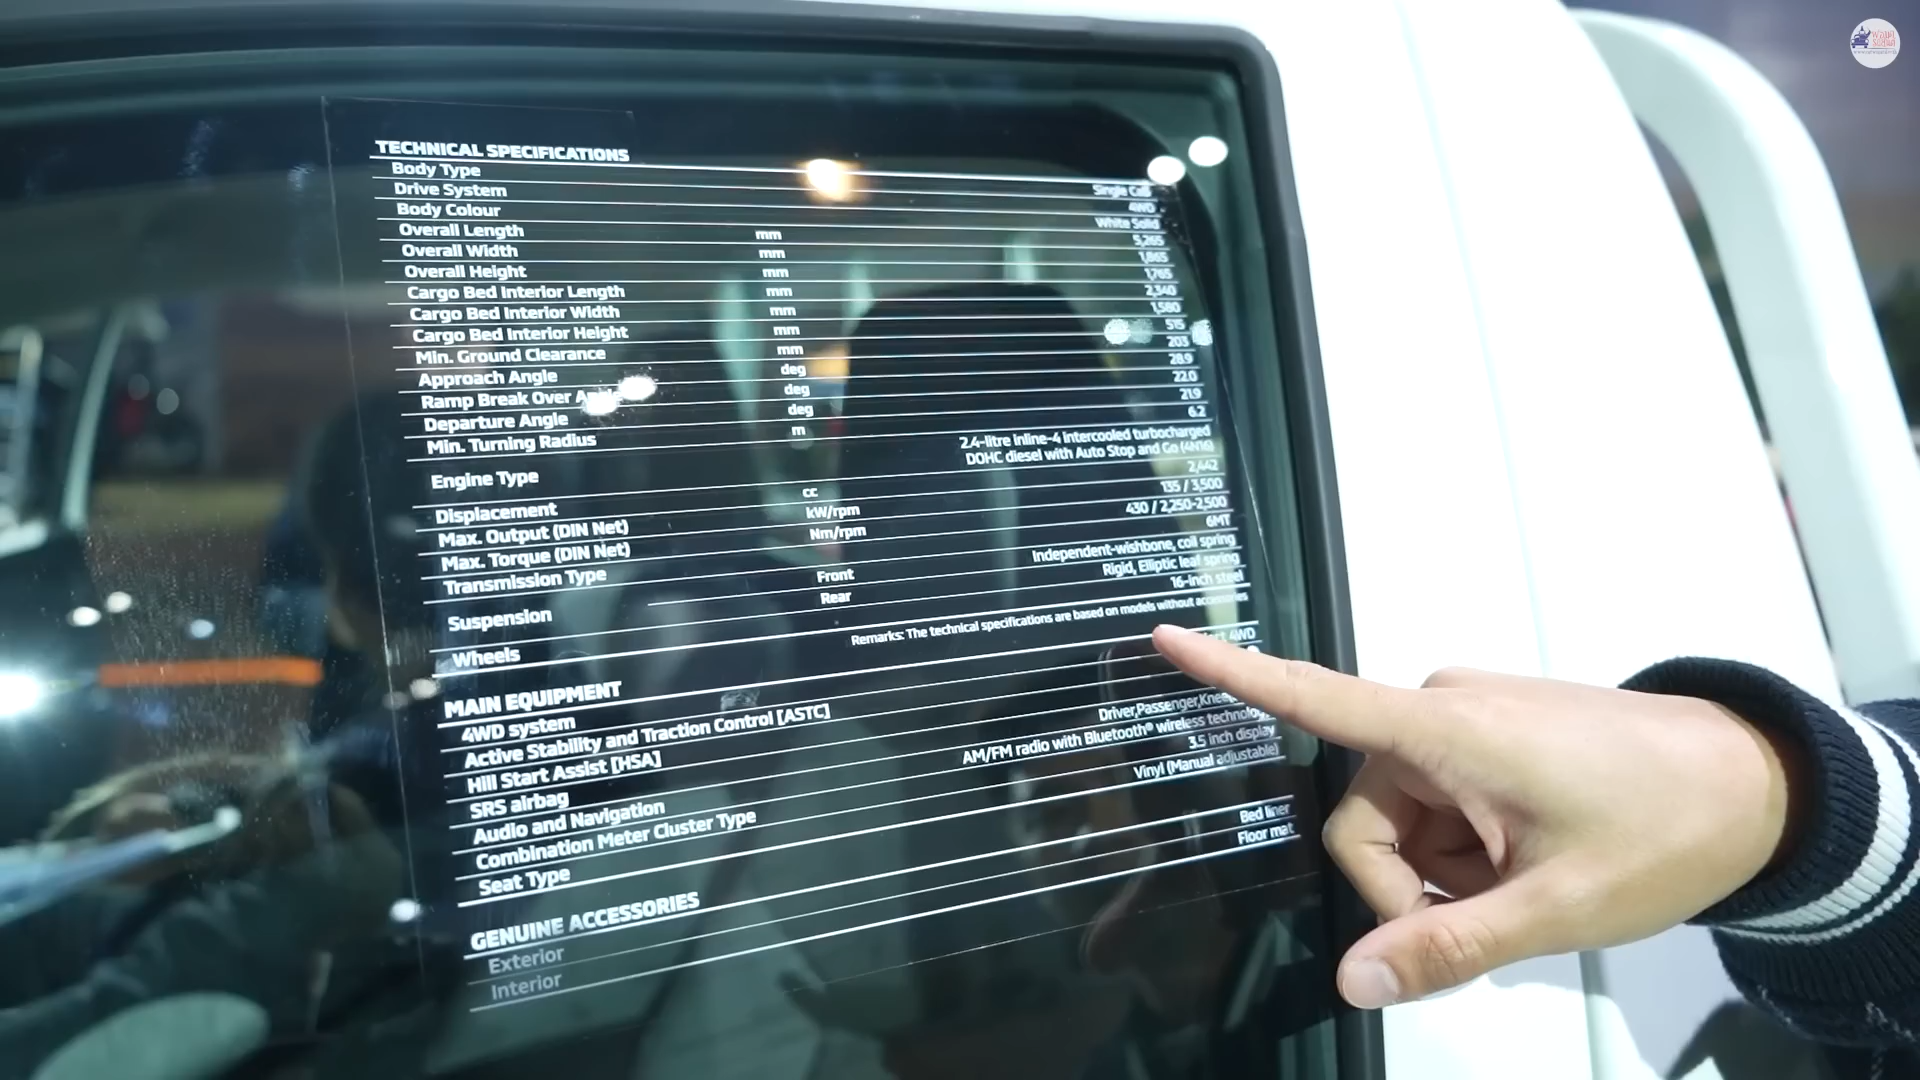 TECHNICAL SPECIFICATIONS
Body Type Single Cab
Drive System 4WD
Body Colour White Solid
Overall Length mm 5,265
Overall Width mm 1,865
Overall Height mm 1,765
Cargo Bed Interior Length mm 2,340
Cargo Bed Interior Width mm 1,580
Cargo Bed Interior Height mm 515
Min. Ground Clearance mm 203
Approach Angle deg 28.9
Ramp Break Over Angle deg 22.0
Departure Angle deg 21.9
Min. Turning Radius m 6.2
Engine Type 2.4-litre inline-4 intercooled turbocharged
DOHC diesel with Auto Stop and Go (4N16)
Displacement cc 2,442
Max. Output (DIN Net) kW/rpm 135 / 3,500
Max. Torque (DIN Net) Nm/rpm 430 / 2,250-2,500
Transmission Type 6MT
Suspension Front Independent-wishbone, coil spring
Rear Rigid, Elliptic leaf spring
Wheels 16-inch steel
Remarks: The technical specifications are based on models without accessories
MAIN EQUIPMENT
4WD system 4WD
Active Stability and Traction Control [ASTC]
Hill Start Assist [HSA]
SRS airbag Driver,Passenger,Knee
Audio and Navigation AM/FM radio with Bluetooth® wireless technology
Combination Meter Cluster Type 3.5 inch display
Seat Type Vinyl (Manual adjustable)
GENUINE ACCESSORIES
Exterior Bed liner
Interior Floor mat